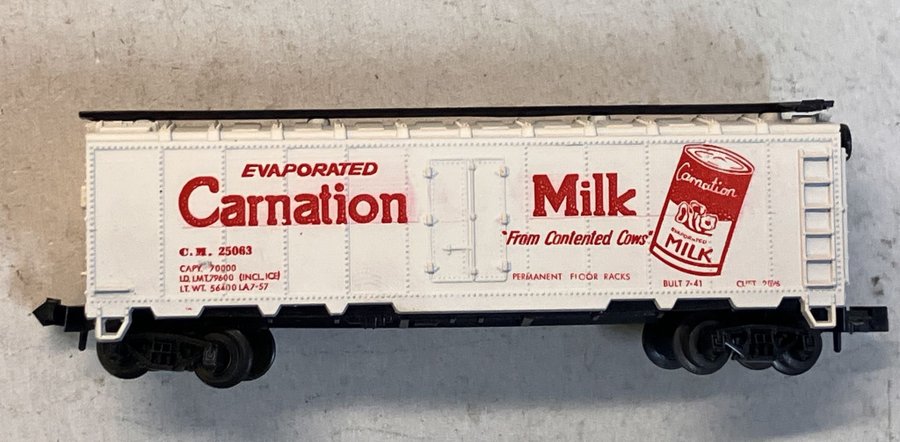 EVAPORATED
Carnation
C.M. 25063
CAPY. 70000
LD. LMT. 79600 (INCL. ICE)
LT. WT. 56400 LA 7-57
Milk
"From Contented Cows"
PERMANENT FLOOR RACKS
BULT 7-41
Carnation
EVAPORATED
MILK